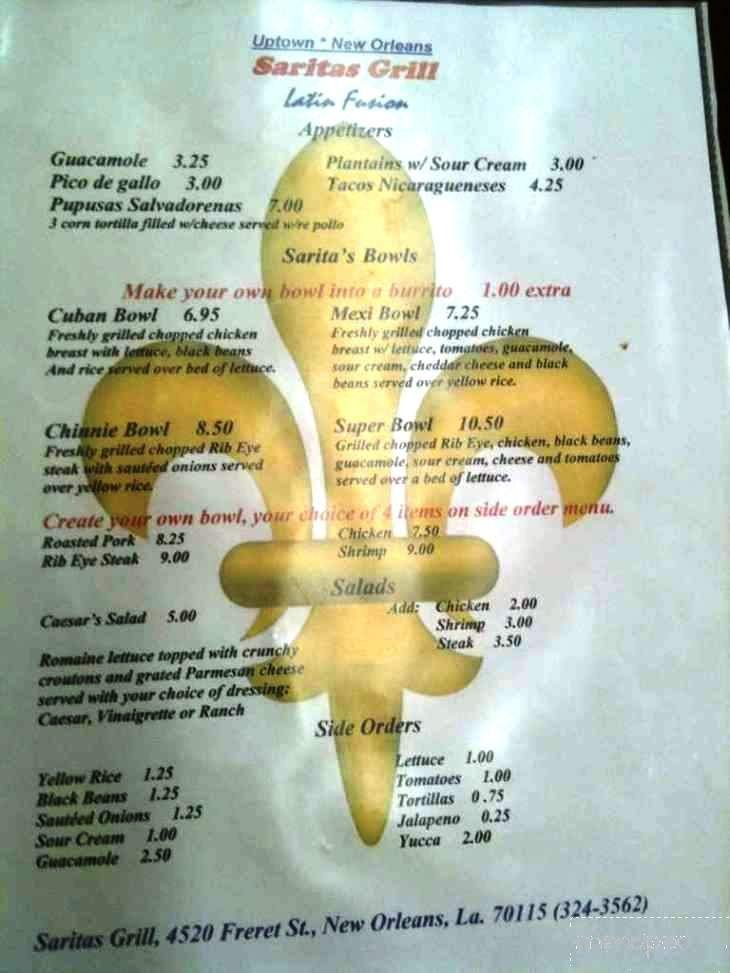 Uptown * New Orleans
Saritas Grill
Latin Fusion
Appetizers
Guacamole 3.25
Pico de gallo 3.00
Pupusas Salvadorenas 7.00
3 corn tortilla filled w/cheese served w/re pollo
Plantains w/ Sour Cream 3.00
Tacos Nicaragueneses 4.25
Sarita's Bowls
Make your own bowl into a burrito 1.00 extra
Cuban Bowl 6.95
Freshly grilled chopped chicken
breast with lettuce, black beans
And rice served over bed of lettuce.
Mexi Bowl 7.25
Freshly grilled chopped chicken
breast w/ lettuce, tomatoes, guacamole,
sour cream, cheddar cheese and black
beans served over yellow rice.
Chinnie Bowl 8.50
Freshly grilled chopped Rib Eye
steak with sautéed onions served
over yellow rice.
Super Bowl 10.50
Grilled chopped Rib Eye, chicken, black beans,
guacamole, sour cream, cheese and tomatoes
served over a bed of lettuce.
Create your own bowl, your choice of 4 items on side order menu.
Roasted Pork 8.25
Rib Eye Steak 9.00
Chicken 7.50
Shrimp 9.00
Salads
Caesar's Salad 5.00
Add: Chicken 2.00
Shrimp 3.00
Steak 3.50
Romaine lettuce topped with crunchy
croutons and grated Parmesan cheese
served with your choice of dressing:
Caesar, Vinaigrette or Ranch
Side Orders
Yellow Rice 1.25
Black Beans 1.25
Sautéed Onions 1.25
Sour Cream 1.00
Guacamole 2.50
Lettuce 1.00
Tomatoes 1.00
Tortillas 0.75
Jalapeno 0.25
Yucca 2.00
Saritas Grill, 4520 Freret St., New Orleans, La. 70115 (324-3562)